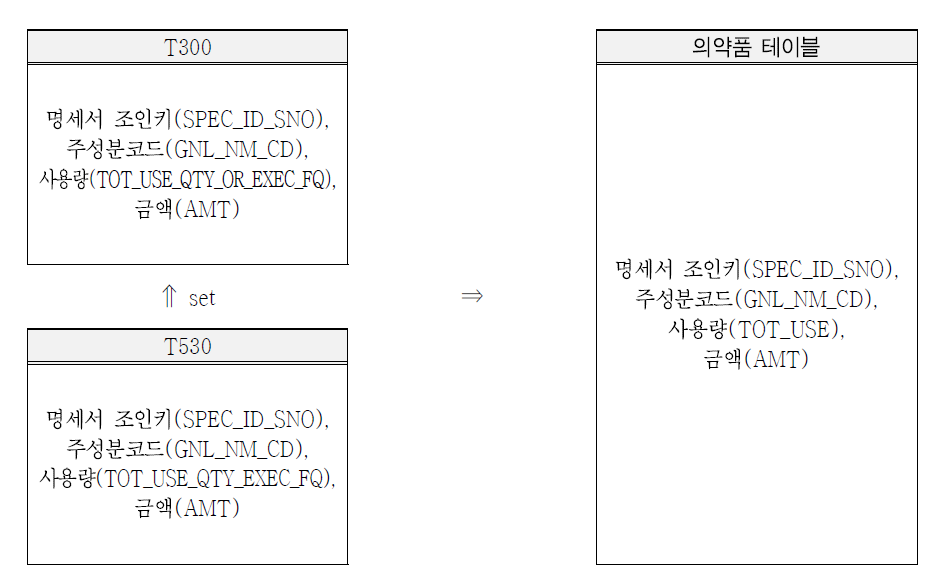 T300
명세서 조인키(SPEC_ID_SNO),
주성분코드(GNL_NM_CD),
사용량(TOT_USE_QTY_OR_EXEC_FQ),
금액(AMT)
⇑ set
T530
명세서 조인키(SPEC_ID_SNO),
주성분코드(GNL_NM_CD),
사용량(TOT_USE_QTY_EXEC_FQ),
금액(AMT)
⇒
의약품 테이블
명세서 조인키(SPEC_ID_SNO),
주성분코드(GNL_NM_CD),
사용량(TOT_USE),
금액(AMT)